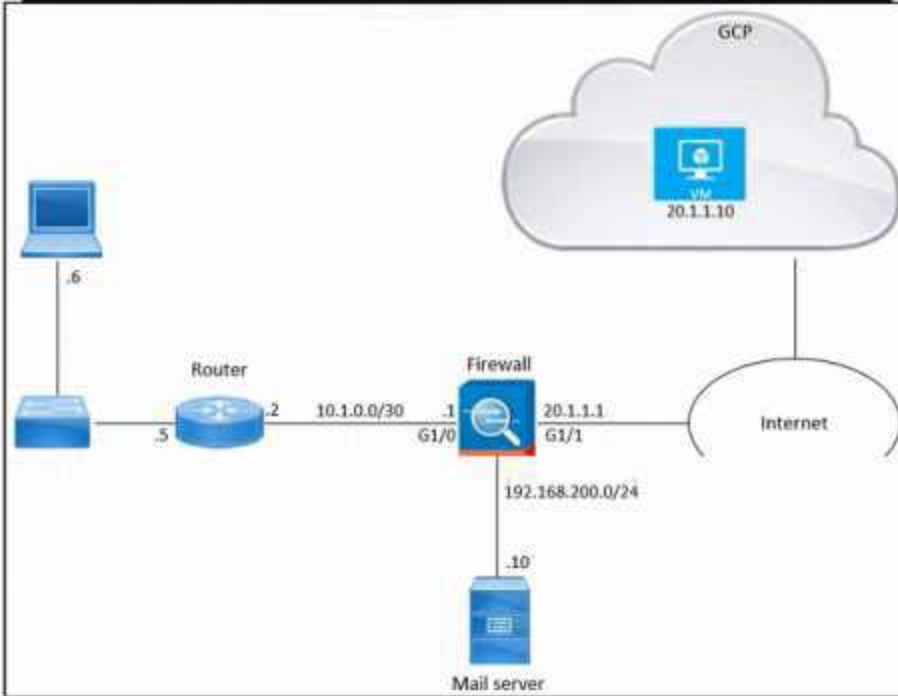 GCP
VM
20.1.1.10
.6
Router
Firewall
.5
.2
10.1.0.0/30
.1
G1/0
20.1.1.1
G1/1
Internet
192.168.200.0/24
.10
Mail server